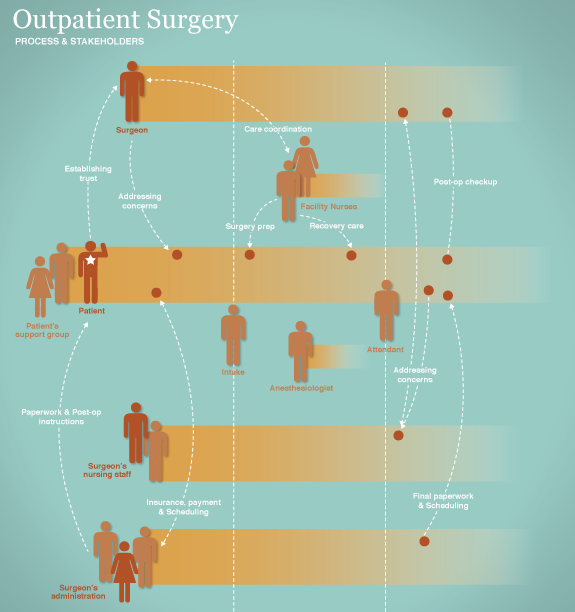 Outpatient Surgery
PROCESS & STAKEHOLDERS
Surgeon
Care coordination
Establishing
trust
Addressing
concerns
Post-op checkup
Facility Nurses
Surgery prep
Recovery care
Patient's
support group
Patient
Intake
Anesthesiologist
Attendant
Addressing
concerns
Paperwork & Post-op
instructions
Surgeon's
nursing staff
Insurance, payment
& Scheduling
Final paperwork
& Scheduling
Surgeon's
administration